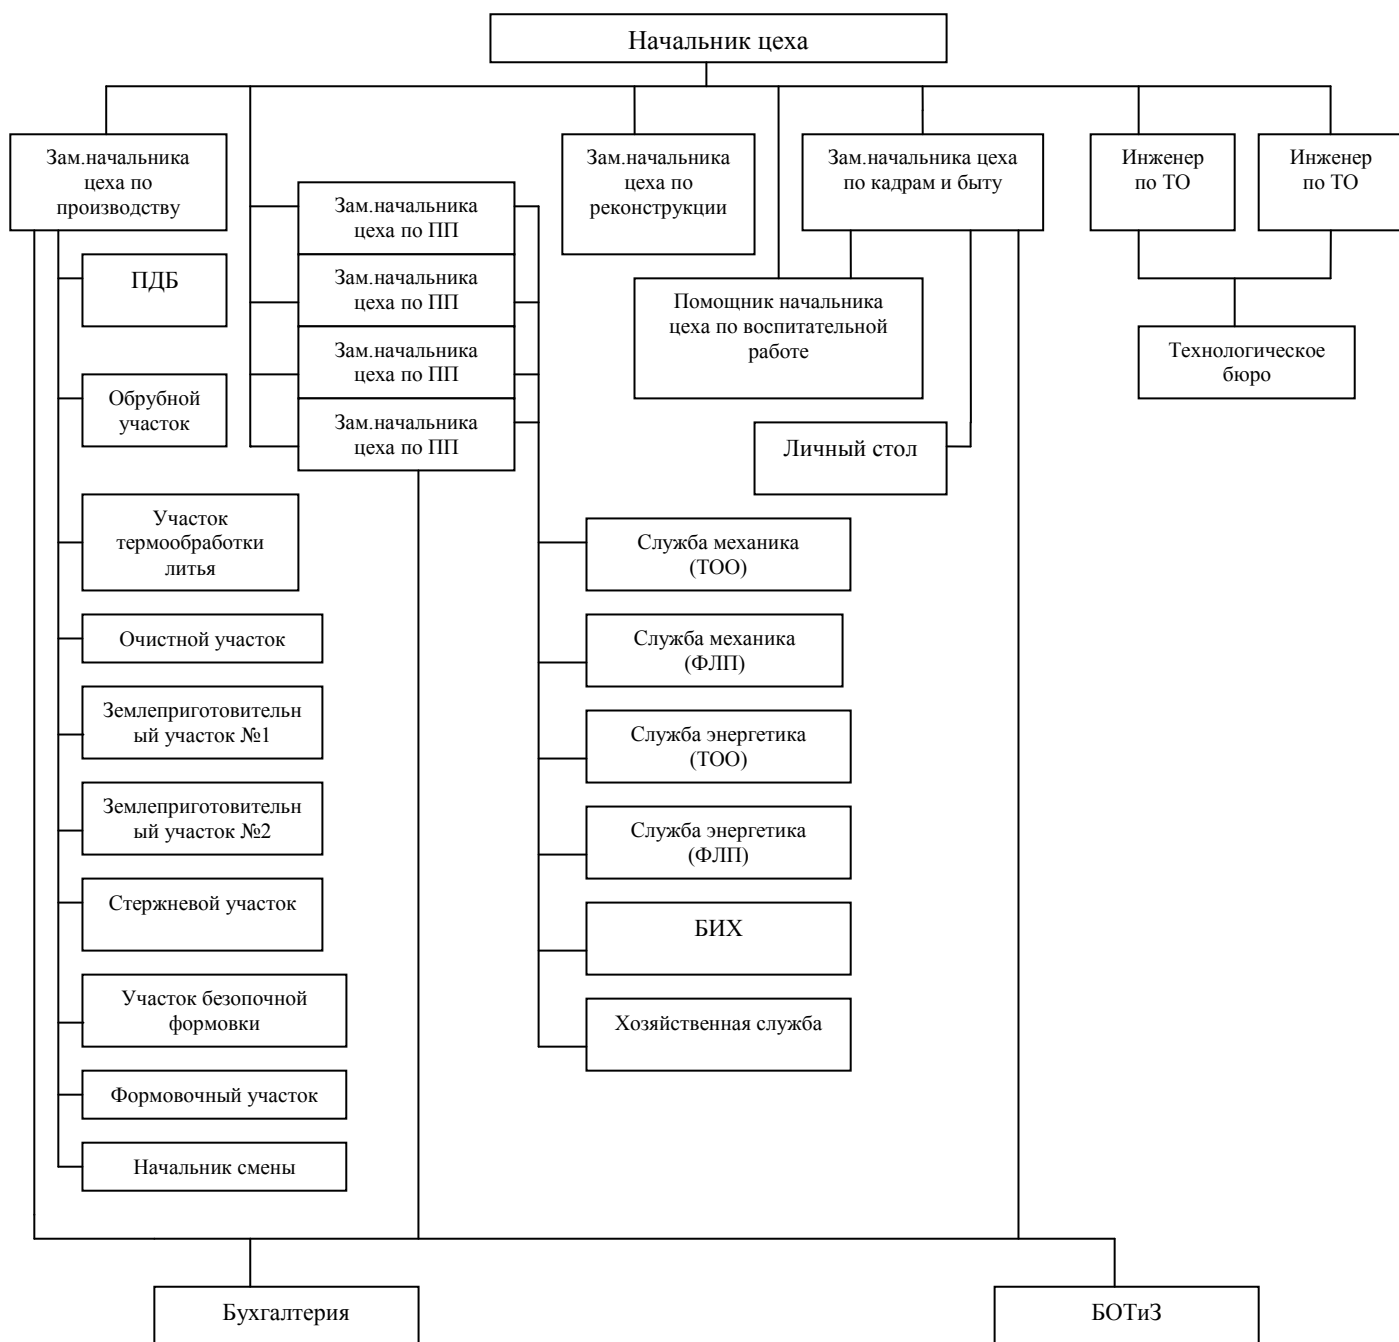 Начальник цеха
Зам.начальника
цеха по
производству
Зам.начальника
цеха по ПП
Зам.начальника
цеха по ПП
Зам.начальника
цеха по ПП
Зам.начальника
цеха по ПП
Зам.начальника
цеха по
реконструкции
Зам.начальника цеха
по кадрам и быту
Инженер
по ТО
Инженер
по ТО
ПДБ
Обрубной
участок
Участок
термообработки
литья
Очистной участок
Землеприготовительн
ый участок №1
Землеприготовительн
ый участок №2
Стержневой участок
Участок безопочной
формовки
Формовочный участок
Начальник смены
Помощник начальника
цеха по воспитательной
работе
Технологическое
бюро
Личный стол
Служба механика
(ТОО)
Служба механика
(ФЛП)
Служба энергетика
(ТОО)
Служба энергетика
(ФЛП)
БИХ
Хозяйственная служба
Бухгалтерия
БОТиЗ